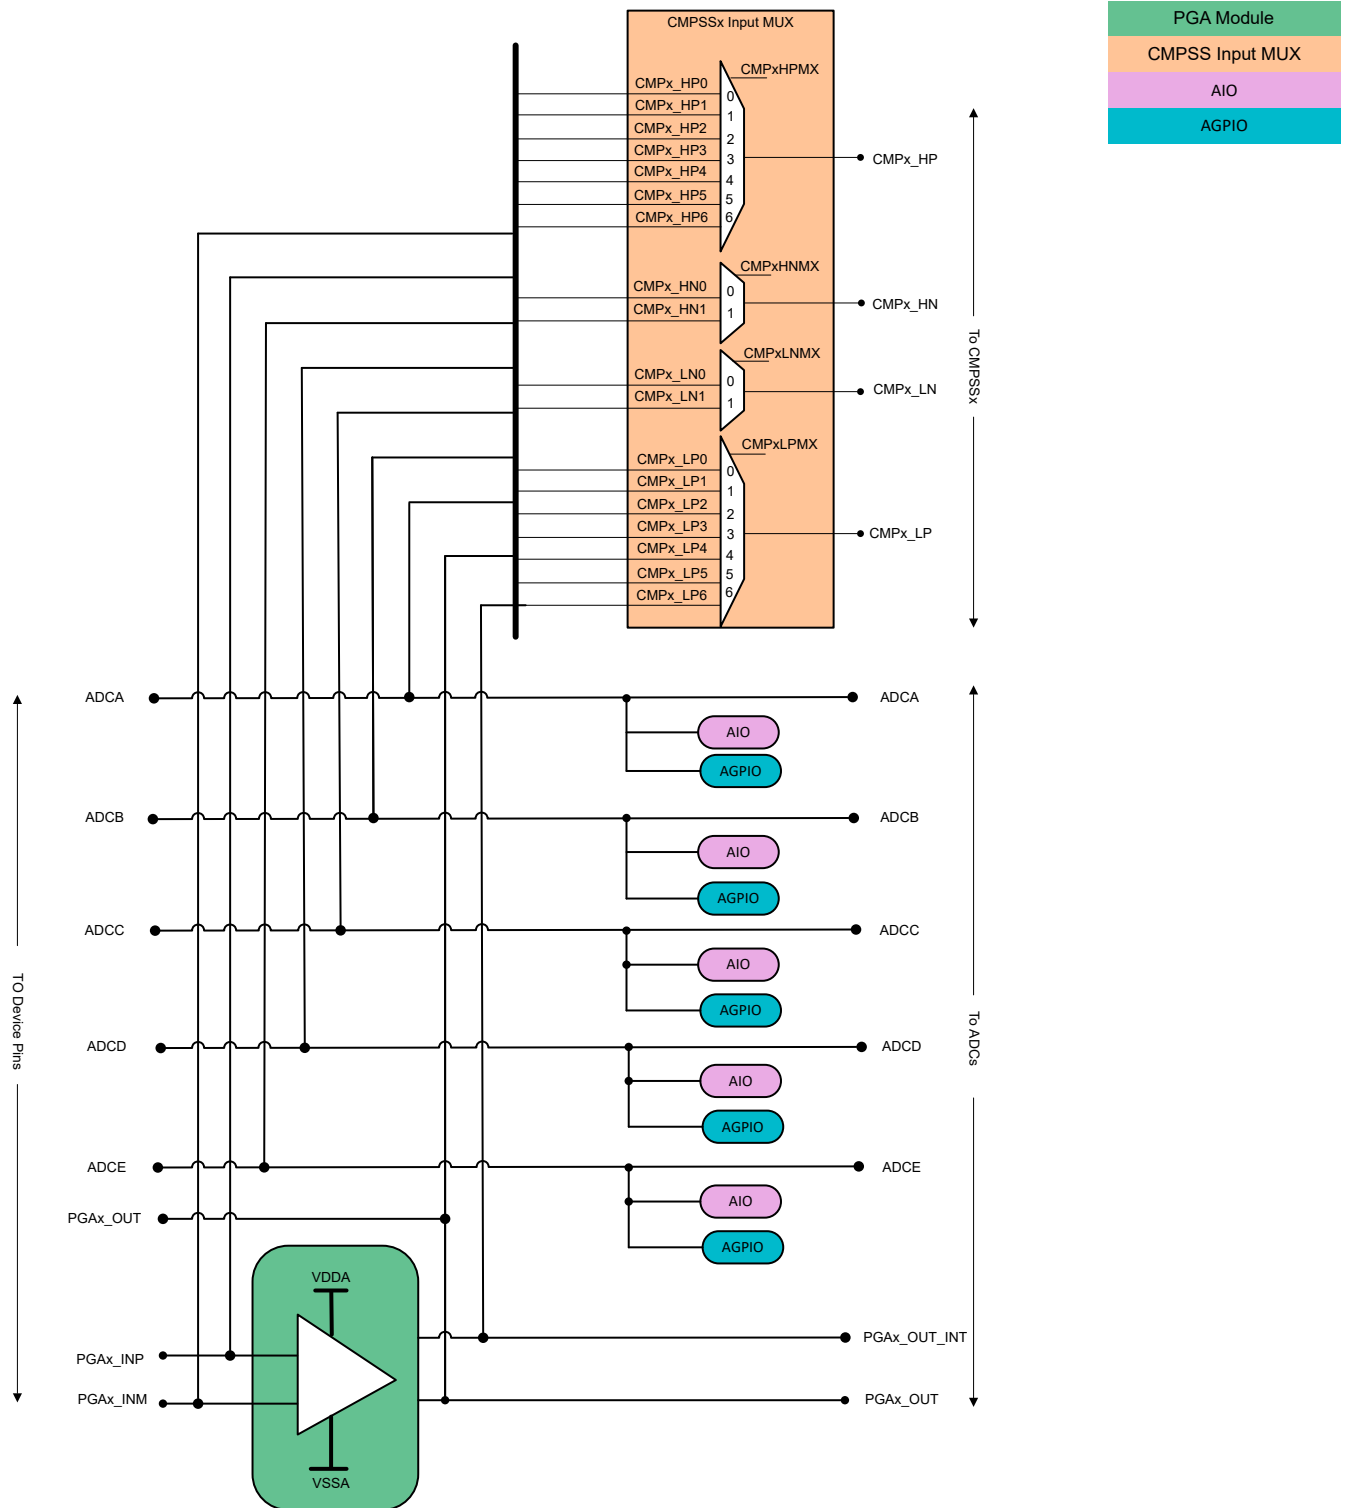 CMPSSx Input MUX
PGA Module
CMPSS Input MUX
AIO
AGPIO
CMPxHPMX
CMPx_HP0
0
CMPx_HP1
1
CMPx_HP2
2
CMPx_HP3
3
CMPx_HP4
4
CMPx_HP5
5
CMPx_HP6
6
CMPx_HP
CMPxHNMX
CMPx_HN0
0
CMPx_HN1
1
CMPx_HN
CMPxLNMX
CMPx_LN0
0
CMPx_LN1
1
CMPx_LN
CMPxLPMX
CMPx_LP0
0
CMPx_LP1
1
CMPx_LP2
2
CMPx_LP3
3
CMPx_LP4
4
CMPx_LP5
5
CMPx_LP6
6
CMPx_LP
To CMPSSx
ADCA
ADCA
AIO
AGPIO
ADCB
ADCB
AIO
AGPIO
ADCC
ADCC
AIO
AGPIO
TO Device Pins
To ADCs
ADCD
ADCD
AIO
AGPIO
ADCE
ADCE
AIO
AGPIO
PGAx_OUT
VDDA
PGAx_INP
PGAx_INM
VSSA
PGAx_OUT_INT
PGAx_OUT